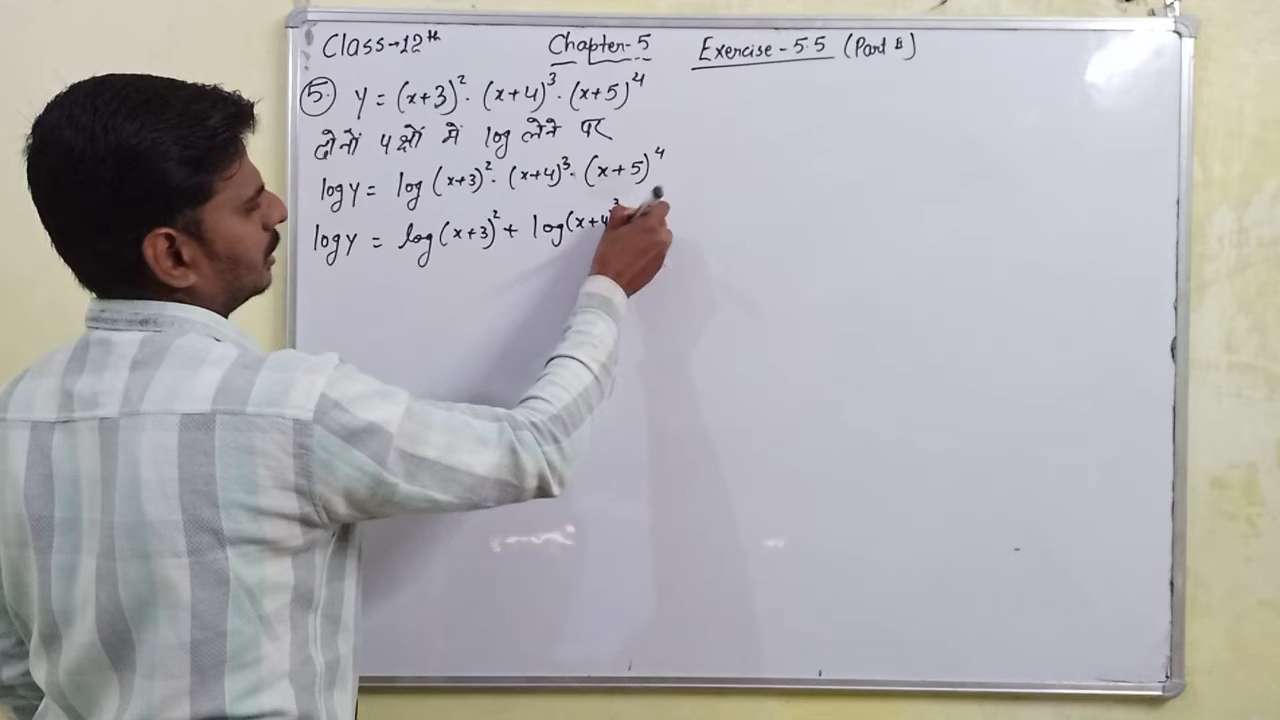 Class-12th Chapter-5 Exercise-5.5 (Part II)
5. y = (x+3)² · (x+4)³ · (x+5)⁴
दोनों पक्षों में log लेने पर
log y = log (x+3)² · (x+4)³ · (x+5)⁴
log y = log (x+3)² + log (x+4)³